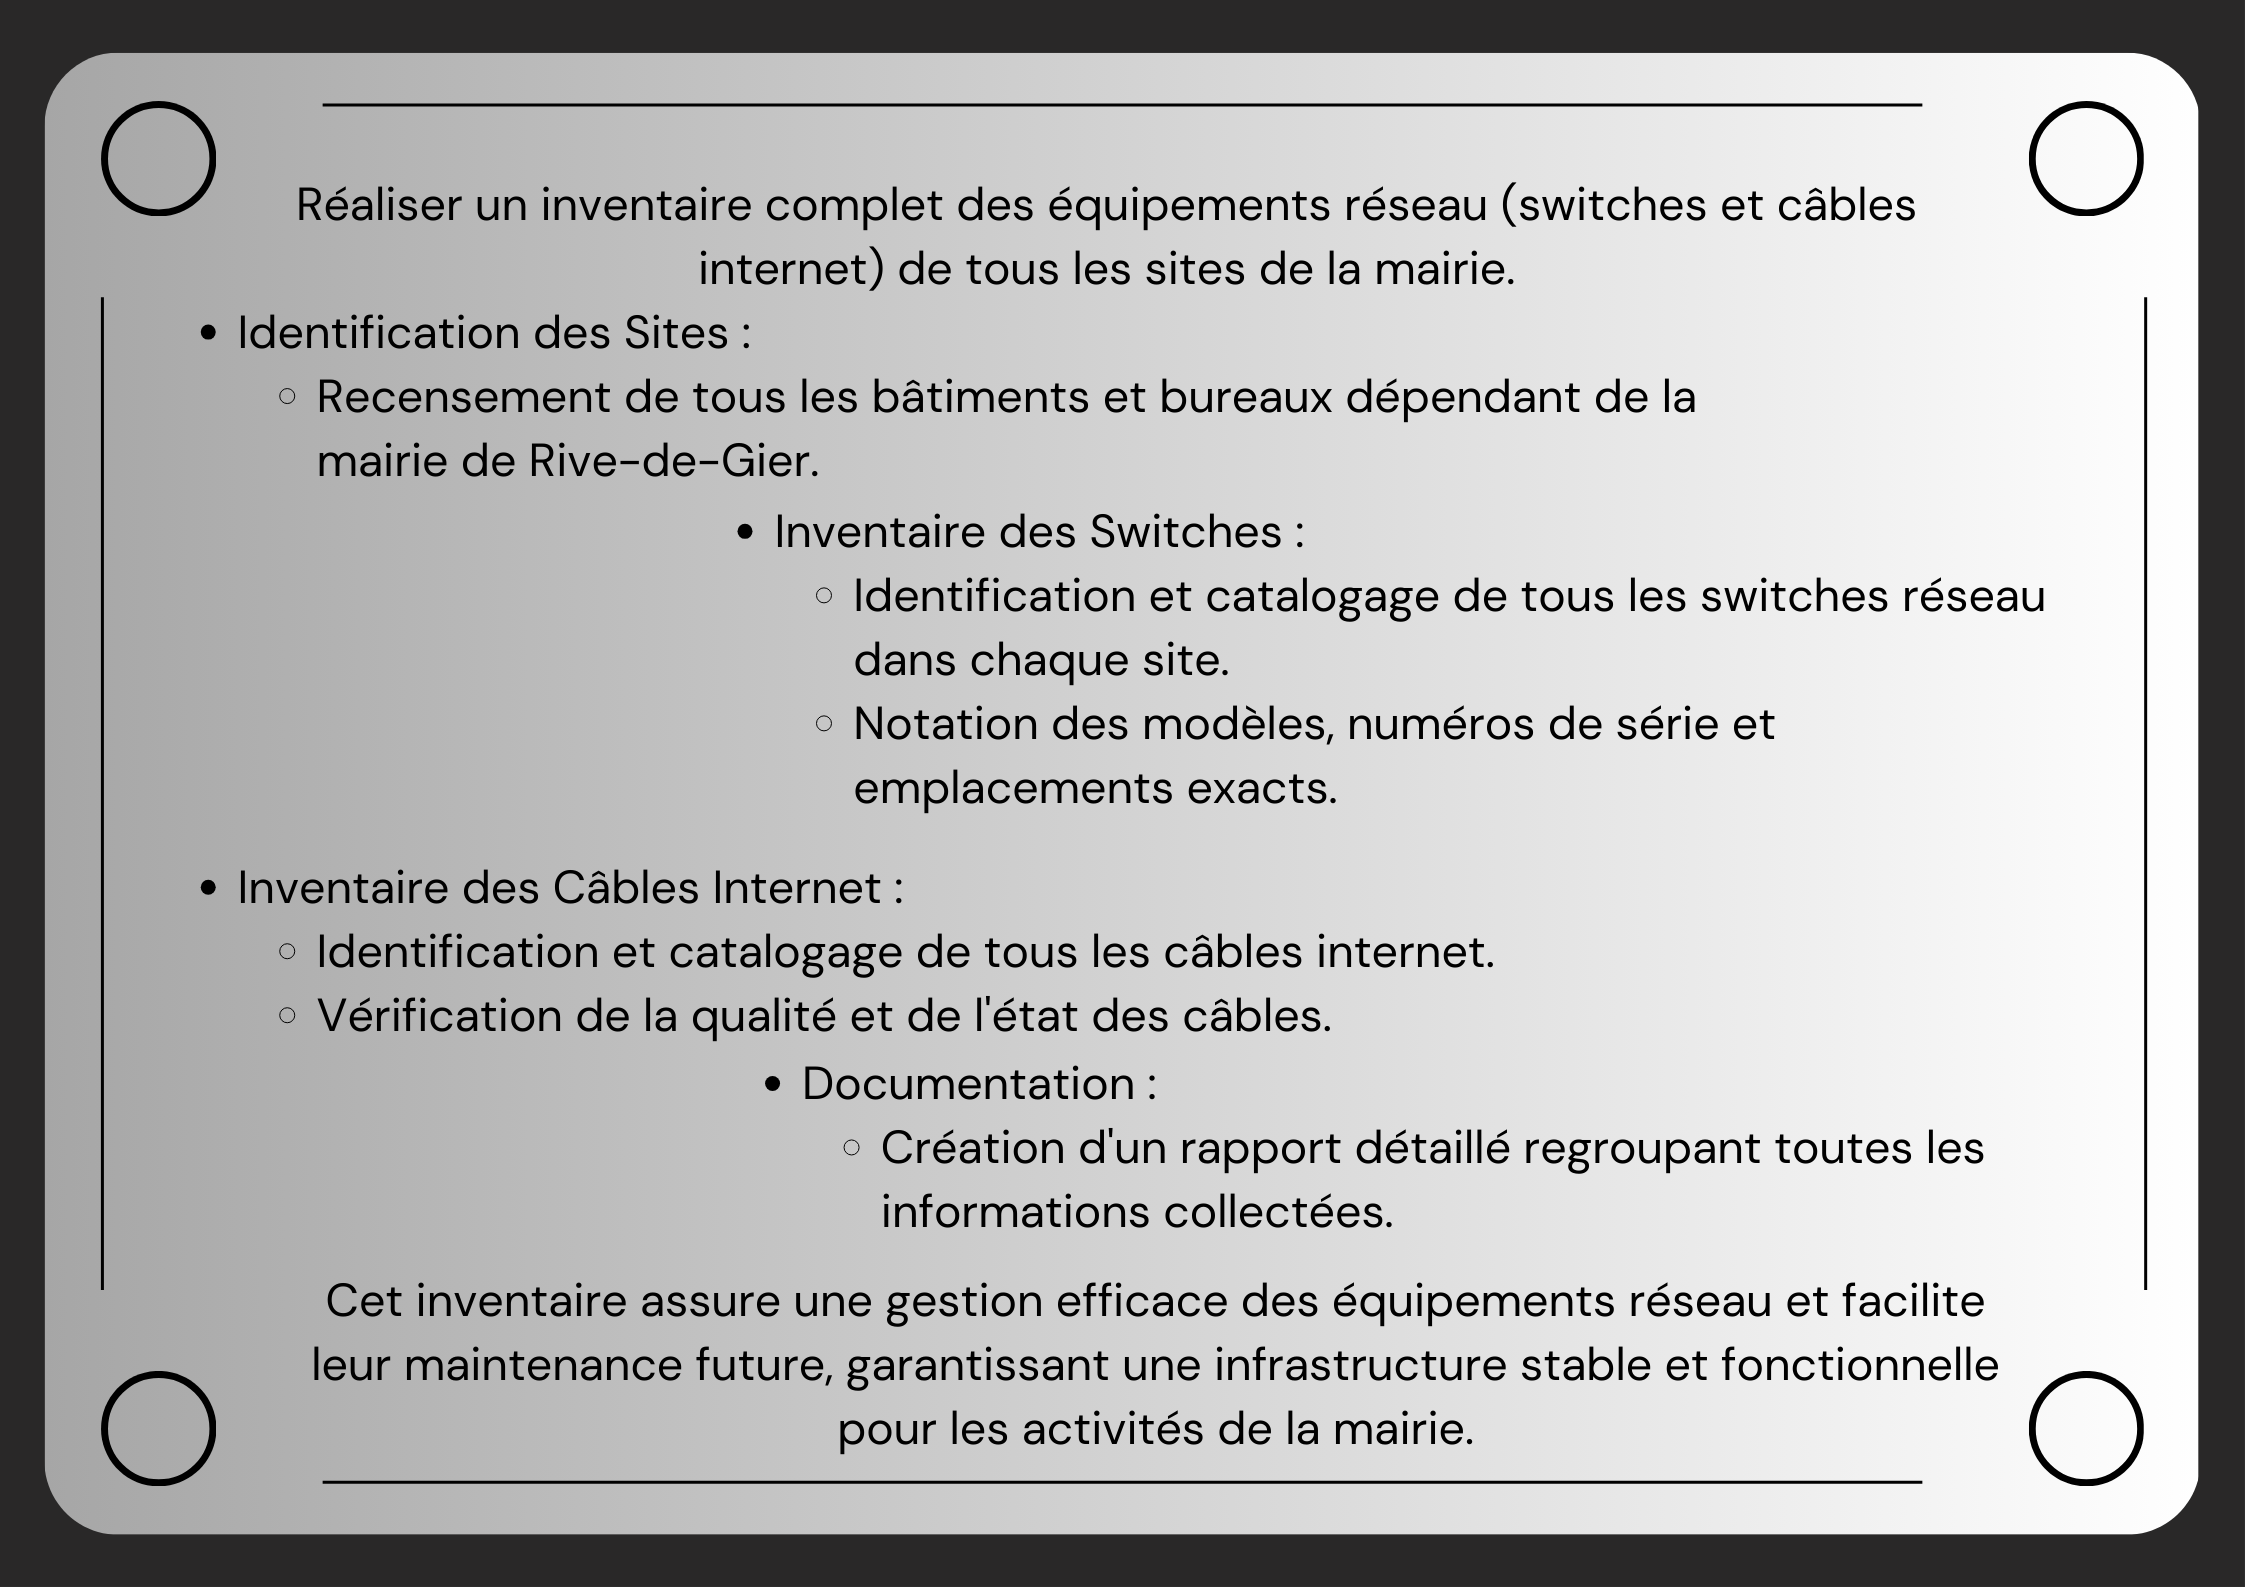 Réaliser un inventaire complet des équipements réseau (switches et câbles
internet) de tous les sites de la mairie.
• Identification des Sites :
○ Recensement de tous les bâtiments et bureaux dépendant de la
mairie de Rive-de-Gier.
• Inventaire des Switches :
○ Identification et catalogage de tous les switches réseau
dans chaque site.
○ Notation des modèles, numéros de série et
emplacements exacts.
• Inventaire des Câbles Internet :
○ Identification et catalogage de tous les câbles internet.
○ Vérification de la qualité et de l'état des câbles.
• Documentation :
○ Création d'un rapport détaillé regroupant toutes les
informations collectées.
Cet inventaire assure une gestion efficace des équipements réseau et facilite
leur maintenance future, garantissant une infrastructure stable et fonctionnelle
pour les activités de la mairie.